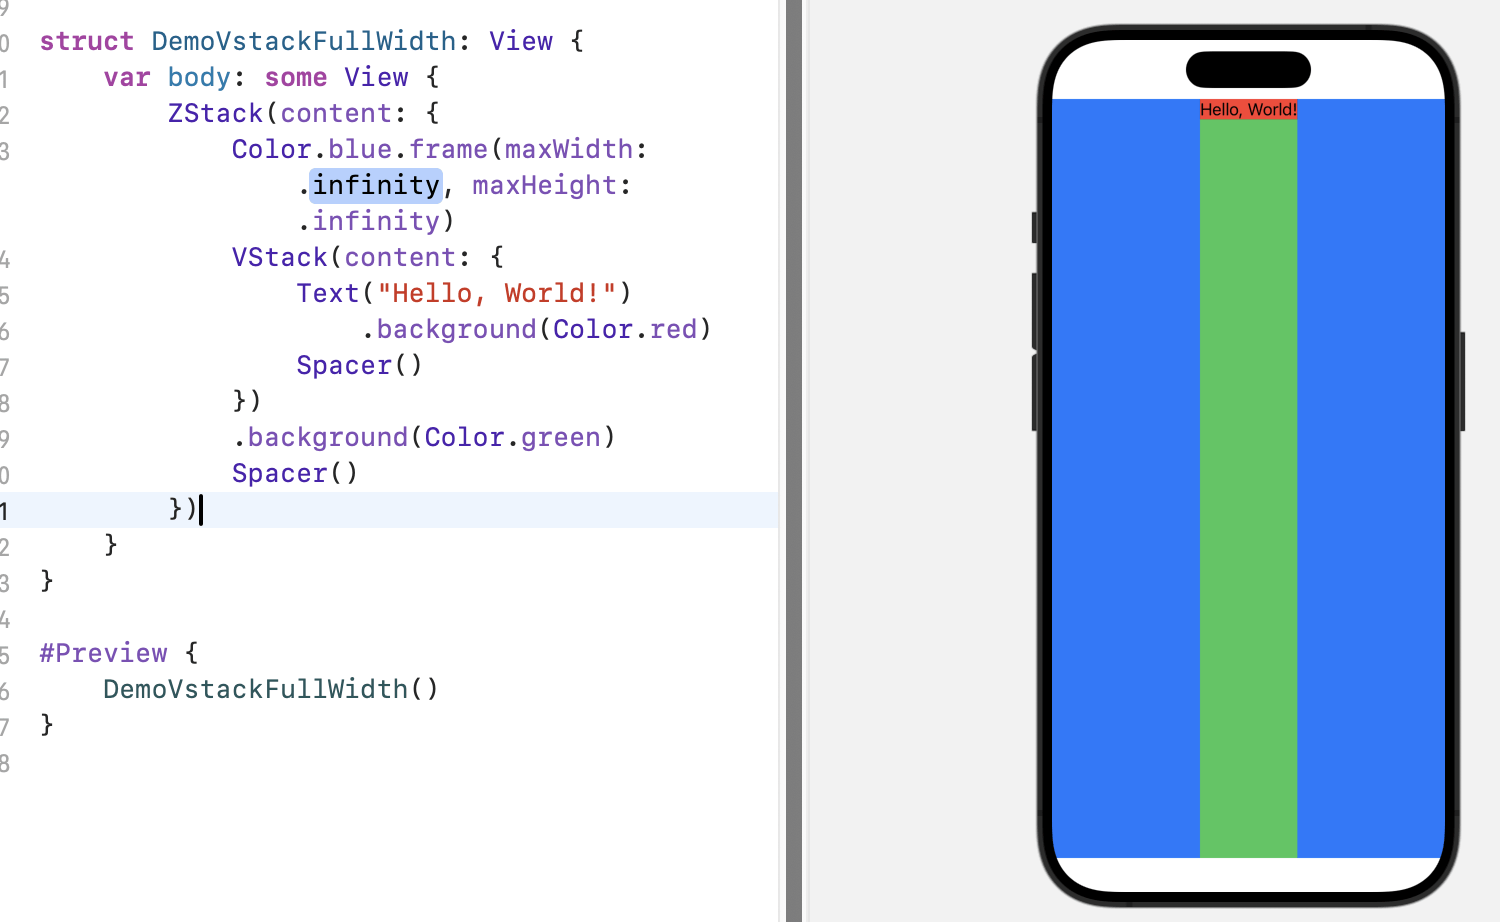 9
0 struct DemoVstackFullWidth: View {
1 var body: some View {
2 ZStack(content: {
3 Color.blue.frame(maxWidth:
.infinity, maxHeight:
.infinity)
4 VStack(content: {
5 Text("Hello, World!")
6 .background(Color.red)
7 Spacer()
8 })
9 .background(Color.green)
0 Spacer()
1 })
2 }
3 }
4
5 #Preview {
6 DemoVstackFullWidth()
7 }
8
Hello, World!